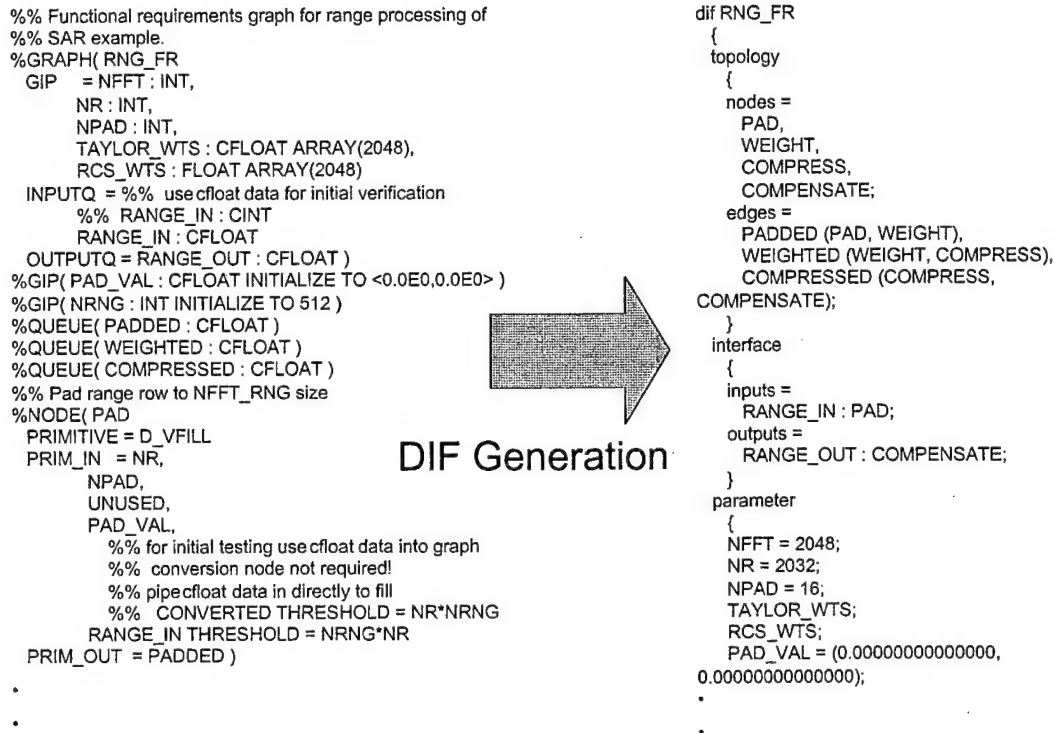 %% Functional requirements graph for range processing of
%% SAR example.
%GRAPH( RNG_FR
GIP = NFFT : INT,
NR : INT,
NPAD : INT,
TAYLOR_WTS : CFLOAT ARRAY(2048),
RCS_WTS : FLOAT ARRAY(2048)
INPUTQ = %% use cfloat data for initial verification
%% RANGE_IN : CINT
RANGE_IN : CFLOAT
OUTPUTQ = RANGE_OUT : CFLOAT )
%GIP( PAD_VAL : CFLOAT INITIALIZE TO <0.0E0,0.0E0> )
%GIP( NRNG : INT INITIALIZE TO 512 )
%QUEUE( PADDED : CFLOAT )
%QUEUE( WEIGHTED : CFLOAT )
%QUEUE( COMPRESSED : CFLOAT )
%% Pad range row to NFFT_RNG size
%NODE( PAD
PRIMITIVE = D_VFILL
PRIM_IN = NR,
NPAD,
UNUSED,
PAD_VAL,
%% for initial testing use cfloat data into graph
%% conversion node not required!
%% pipe cfloat data in directly to fill
%% CONVERTED THRESHOLD = NR*NRNG
RANGE_IN THRESHOLD = NRNG*NR
PRIM_OUT = PADDED )
•
•
DIF Generation
dif RNG_FR
{
topology
{
nodes =
PAD,
WEIGHT,
COMPRESS,
COMPENSATE;
edges =
PADDED (PAD, WEIGHT),
WEIGHTED (WEIGHT, COMPRESS),
COMPRESSED (COMPRESS,
COMPENSATE);
}
interface
{
inputs =
RANGE_IN : PAD;
outputs =
RANGE_OUT : COMPENSATE;
}
parameter
{
NFFT = 2048;
NR = 2032;
NPAD = 16;
TAYLOR_WTS;
RCS_WTS;
PAD_VAL = (0.00000000000000,
0.00000000000000);
•
•